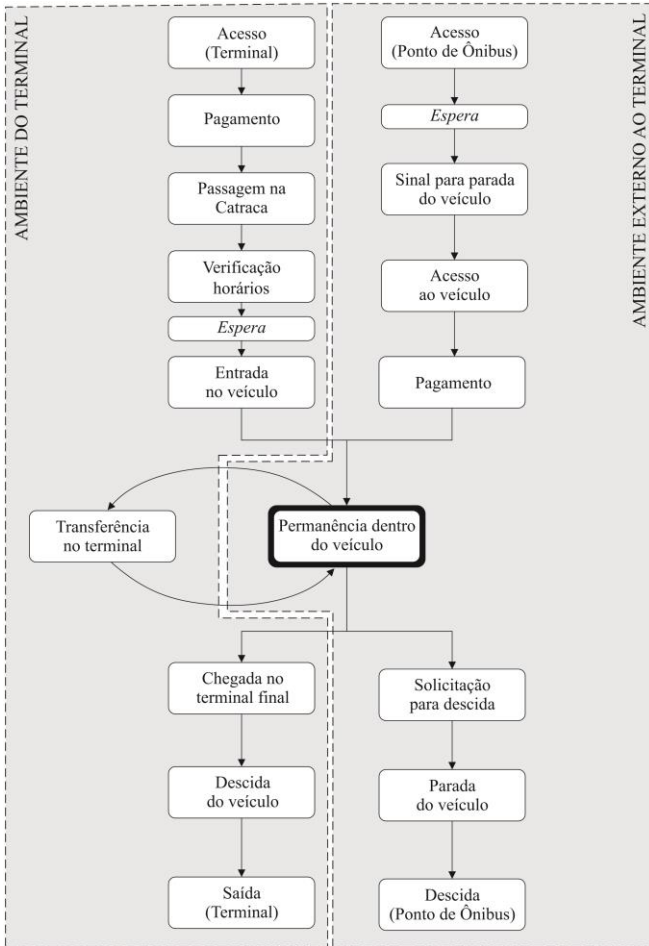 AMBIENTE DO TERMINAL
Acesso
(Terminal)
Pagamento
Passagem na
Catraca
Verificação
horários
Espera
Entrada
no veículo
AMBIENTE EXTERNO AO TERMINAL
Acesso
(Ponto de Ônibus)
Espera
Sinal para parada
do veículo
Acesso
ao veículo
Pagamento
Transferência
no terminal
Permanência dentro
do veículo
Chegada no
terminal final
Descida
do veículo
Saída
(Terminal)
Solicitação
para descida
Parada
do veículo
Descida
(Ponto de Ônibus)